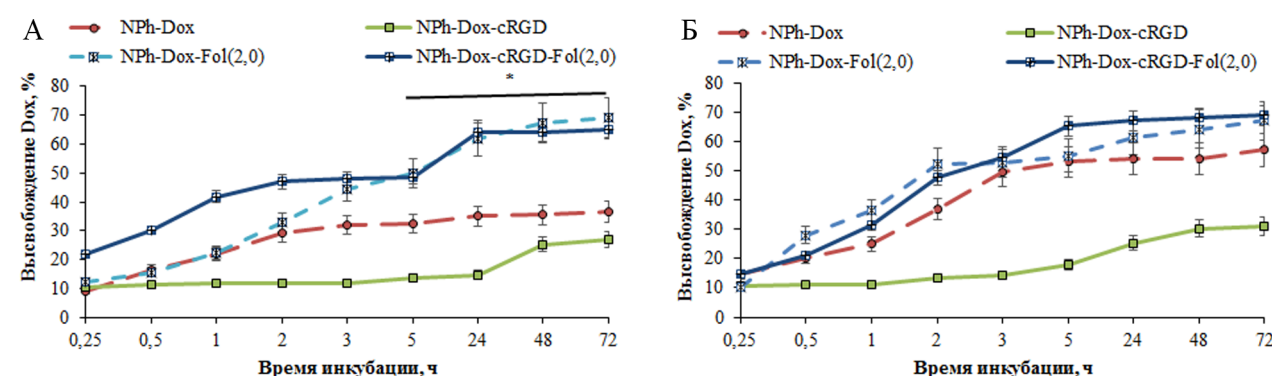 А
NPh-Dox
NPh-Dox-cRGD
NPh-Dox-Fol(2,0)
NPh-Dox-cRGD-Fol(2,0)
*
Высвобождение Dox, %
80
70
60
50
40
30
20
10
0
0,25 0,5 1 2 3 5 24 48 72
Время инкубации, ч
Б
NPh-Dox
NPh-Dox-cRGD
NPh-Dox-Fol(2,0)
NPh-Dox-cRGD-Fol(2,0)
Высвобождение Dox, %
80
70
60
50
40
30
20
10
0
0,25 0,5 1 2 3 5 24 48 72
Время инкубации, ч